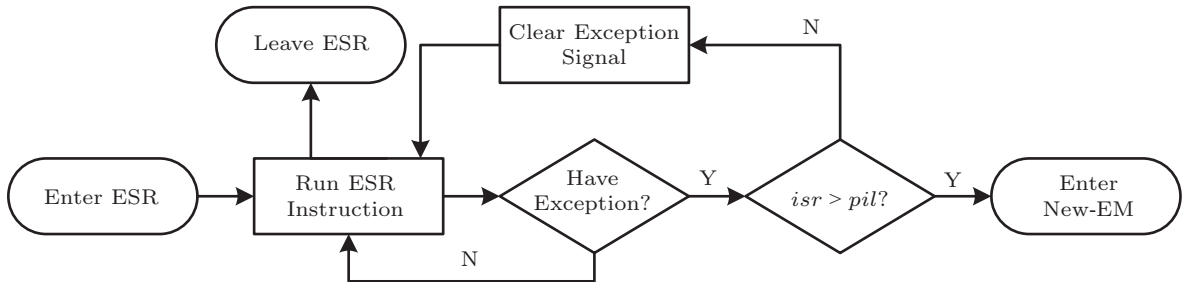 Leave ESR
Clear Exception
Signal
N
Enter ESR
Run ESR
Instruction
Have
Exception?
Y
isr > pil?
Y
Enter
New-EM
N